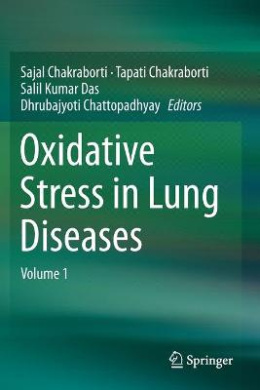 Sajal Chakraborti · Tapati Chakraborti
Salil Kumar Das
Dhrubajyoti Chattopadhyay Editors
Oxidative
Stress in Lung
Diseases
Volume 1
Springer